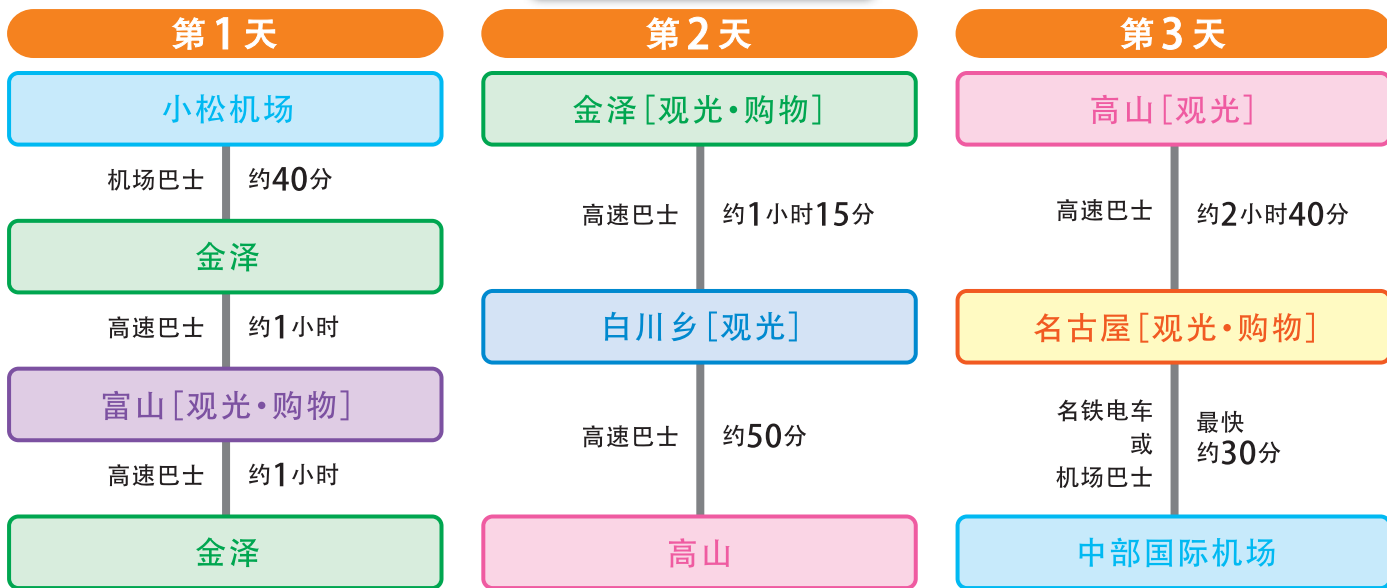 第1天
小松机场
机场巴士 约40分
金泽
高速巴士 约1小时
富山[观光・购物]
高速巴士 约1小时
金泽
第2天
金泽[观光・购物]
高速巴士 约1小时15分
白川乡[观光]
高速巴士 约50分
高山
第3天
高山[观光]
高速巴士 约2小时40分
名古屋[观光・购物]
名铁电车
或
机场巴士
最快
约30分
中部国际机场